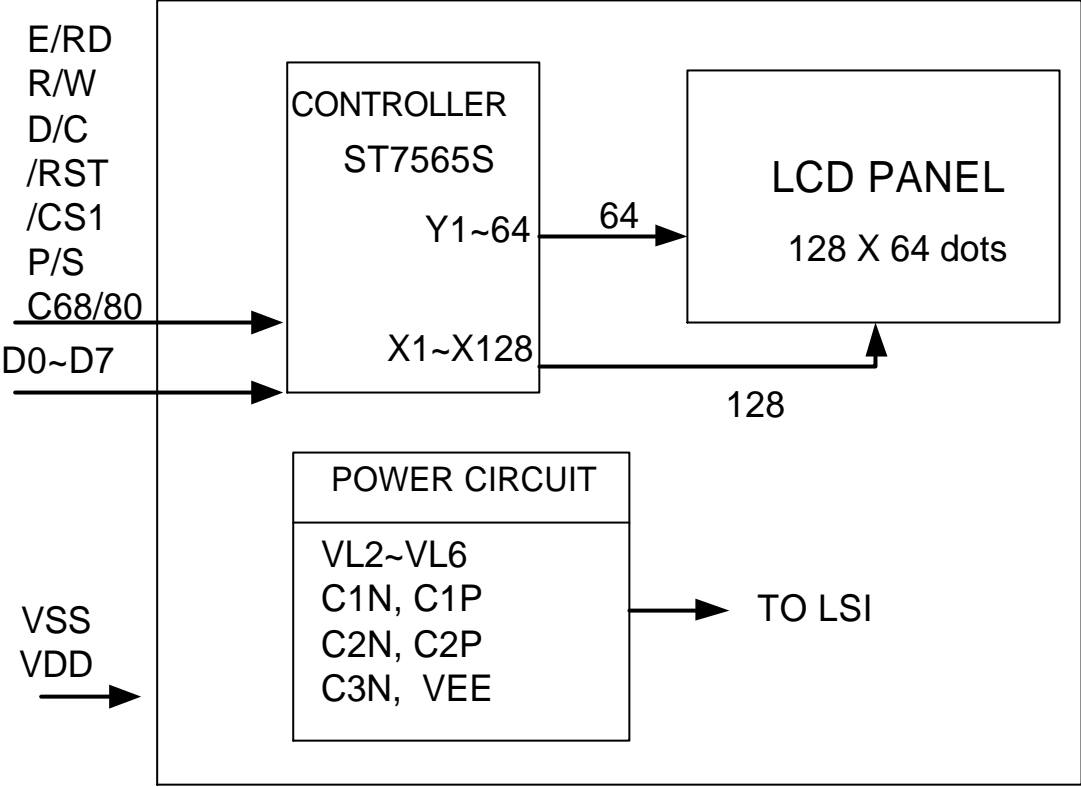 E/RD
R/W
D/C
/RST
/CS1
P/S
C68/80
D0~D7
CONTROLLER
ST7565S
Y1~64
X1~X128
64
128
LCD PANEL
128 X 64 dots
POWER CIRCUIT
VL2~VL6
C1N, C1P
C2N, C2P
C3N, VEE
TO LSI
VSS
VDD